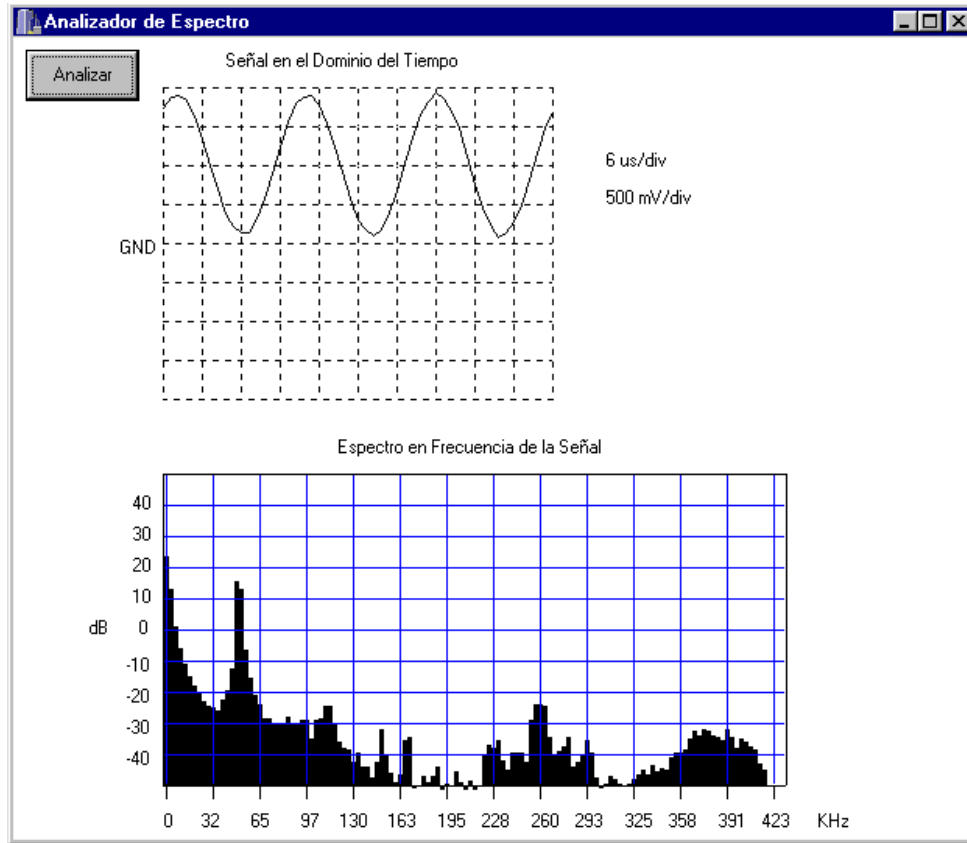 Analizador de Espectro
Analizar
Señal en el Dominio del Tiempo
6 us/div
500 mV/div
GND
Espectro en Frecuencia de la Señal
40
30
20
10
dB 0
-10
-20
-30
-40
0 32 65 97 130 163 195 228 260 293 325 358 391 423 KHz